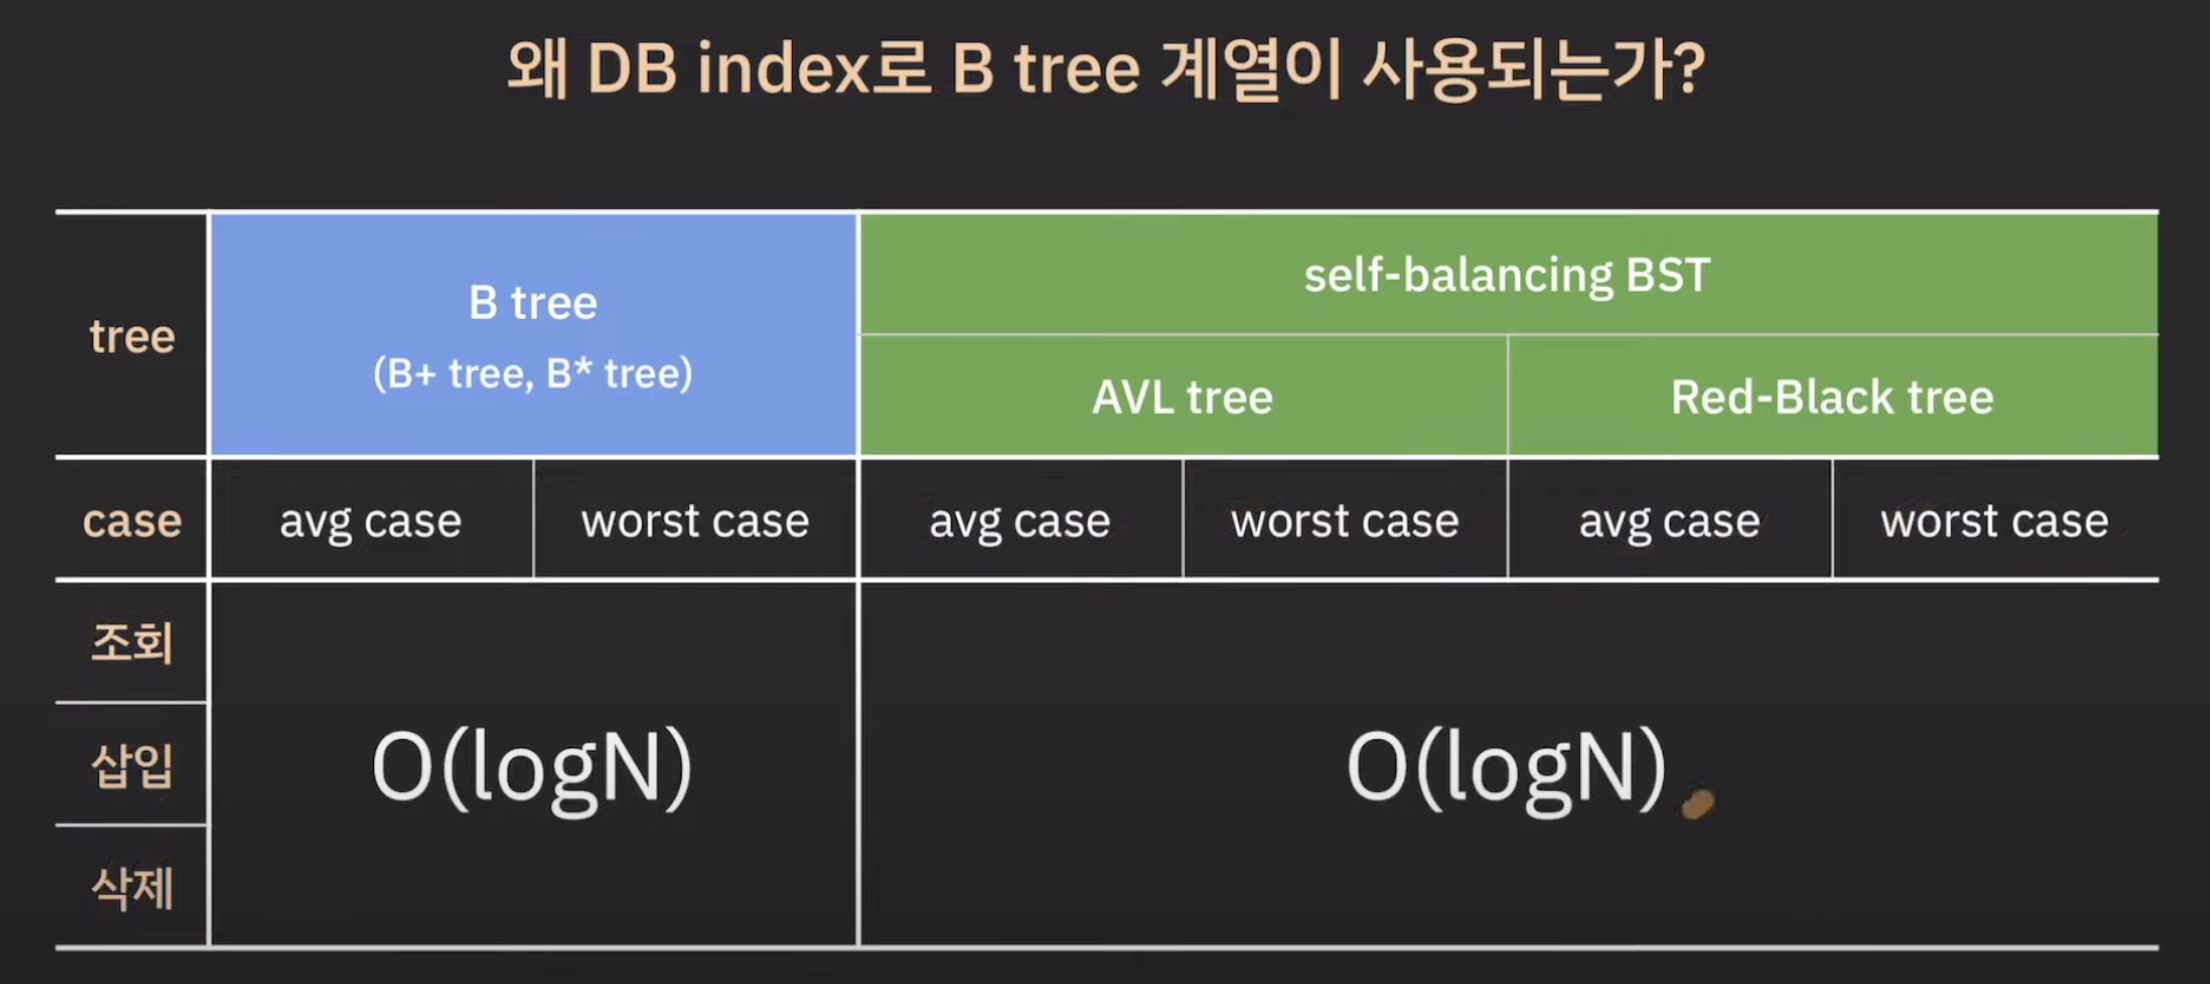 왜 DB index로 B tree 계열이 사용되는가?
tree
B tree
(B+ tree, B* tree)
self-balancing BST
AVL tree
Red-Black tree
case
avg case
worst case
avg case
worst case
avg case
worst case
조회
삽입
삭제
O(logN)
O(logN)